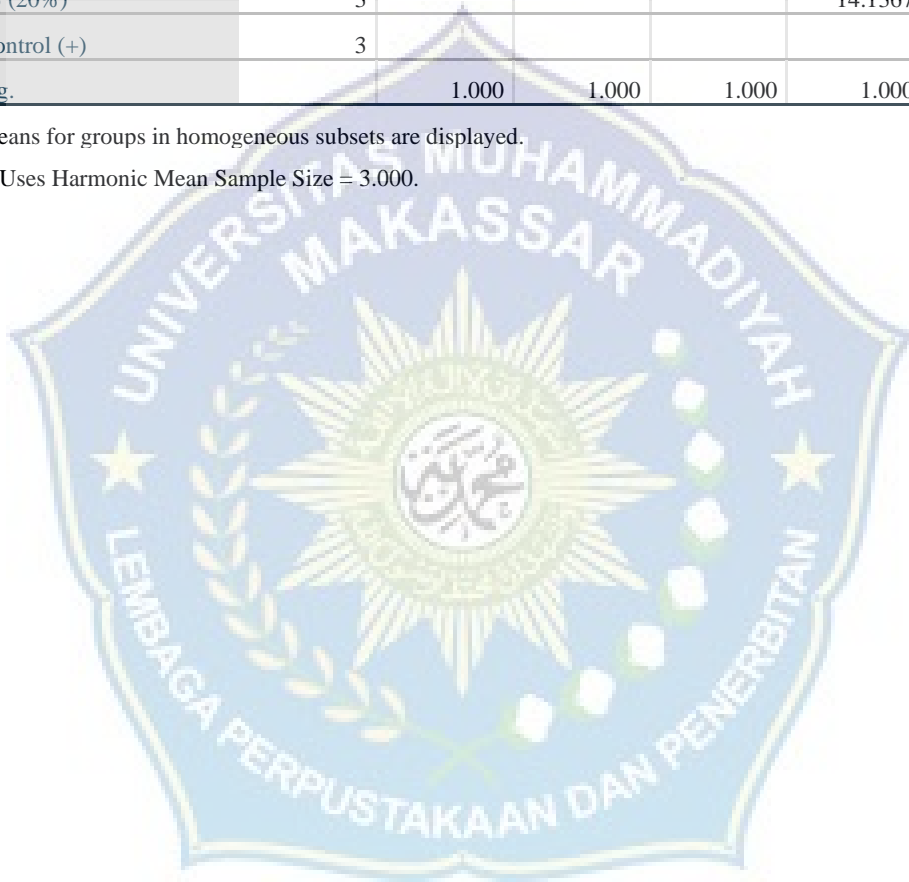 (20%) 3 14.1367
ontrol (+) 3
g. 1.000 1.000 1.000 1.000
eans for groups in homogeneous subsets are displayed.
Uses Harmonic Mean Sample Size = 3.000.
UNIVERSITAS MUHAMMADIYAH
MAKASSAR
LEMBAGA PERPUSTAKAAN DAN PENERBITAN